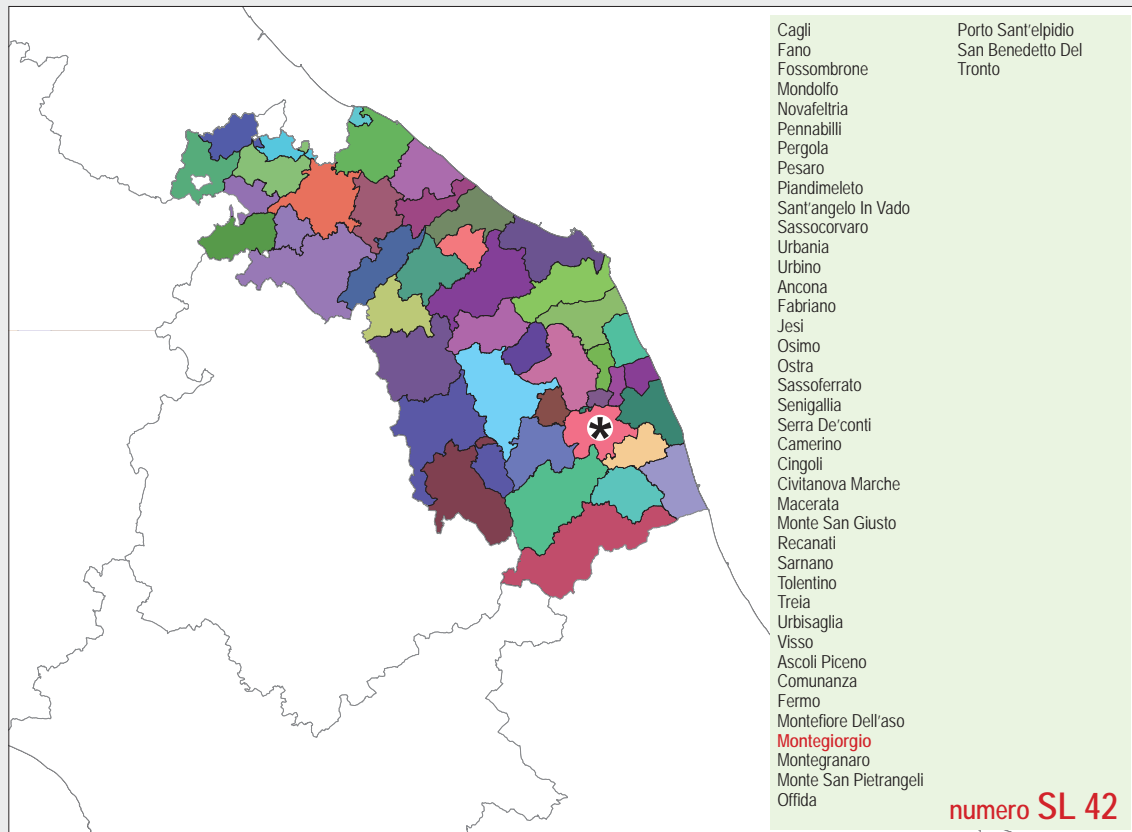 Cagli
Fano
Fossombrone
Mondolfo
Novafeltria
Pennabilli
Pergola
Pesaro
Piandimeleto
Sant'angelo In Vado
Sassocorvaro
Urbania
Urbino
Ancona
Fabriano
Jesi
Osimo
Ostra
Sassoferrato
Senigallia
Serra De'conti
Camerino
Cingoli
Civitanova Marche
Macerata
Monte San Giusto
Recanati
Sarnano
Tolentino
Treia
Urbisaglia
Visso
Ascoli Piceno
Comunanza
Fermo
Montefiore Dell'aso
Montegiorgio
Montegranaro
Monte San Pietrangeli
Offida
Porto Sant'elpidio
San Benedetto Del
Tronto
numero SL 42